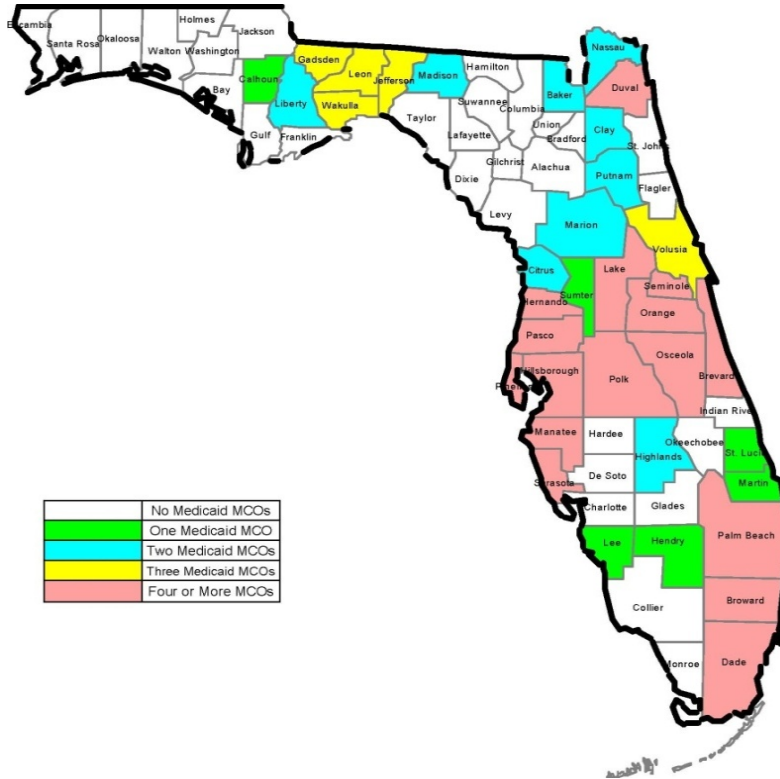 Holmes
Jackson
Escambia
Santa Rosa
Okaloosa
Walton
Washington
Bay
Calhoun
Gulf
Liberty
Franklin
Gadsden
Leon
Jefferson
Wakulla
Madison
Taylor
Hamilton
Suwannee
Columbia
Lafayette
Dixie
Gilchrist
Baker
Union
Bradford
Alachua
Levy
Nassau
Duval
Clay
St. Johns
Putnam
Flagler
Marion
Volusia
Citrus
Sumter
Lake
Seminole
Hernando
Orange
Pasco
Osceola
Hillsborough
Polk
Brevard
Indian River
Manatee
Hardee
Okeechobee
St. Lucie
Highlands
Sarasota
De Soto
Martin
Charlotte
Glades
Lee
Hendry
Palm Beach
Collier
Broward
Monroe
Dade
No Medicaid MCOs
One Medicaid MCO
Two Medicaid MCOs
Three Medicaid MCOs
Four or More MCOs